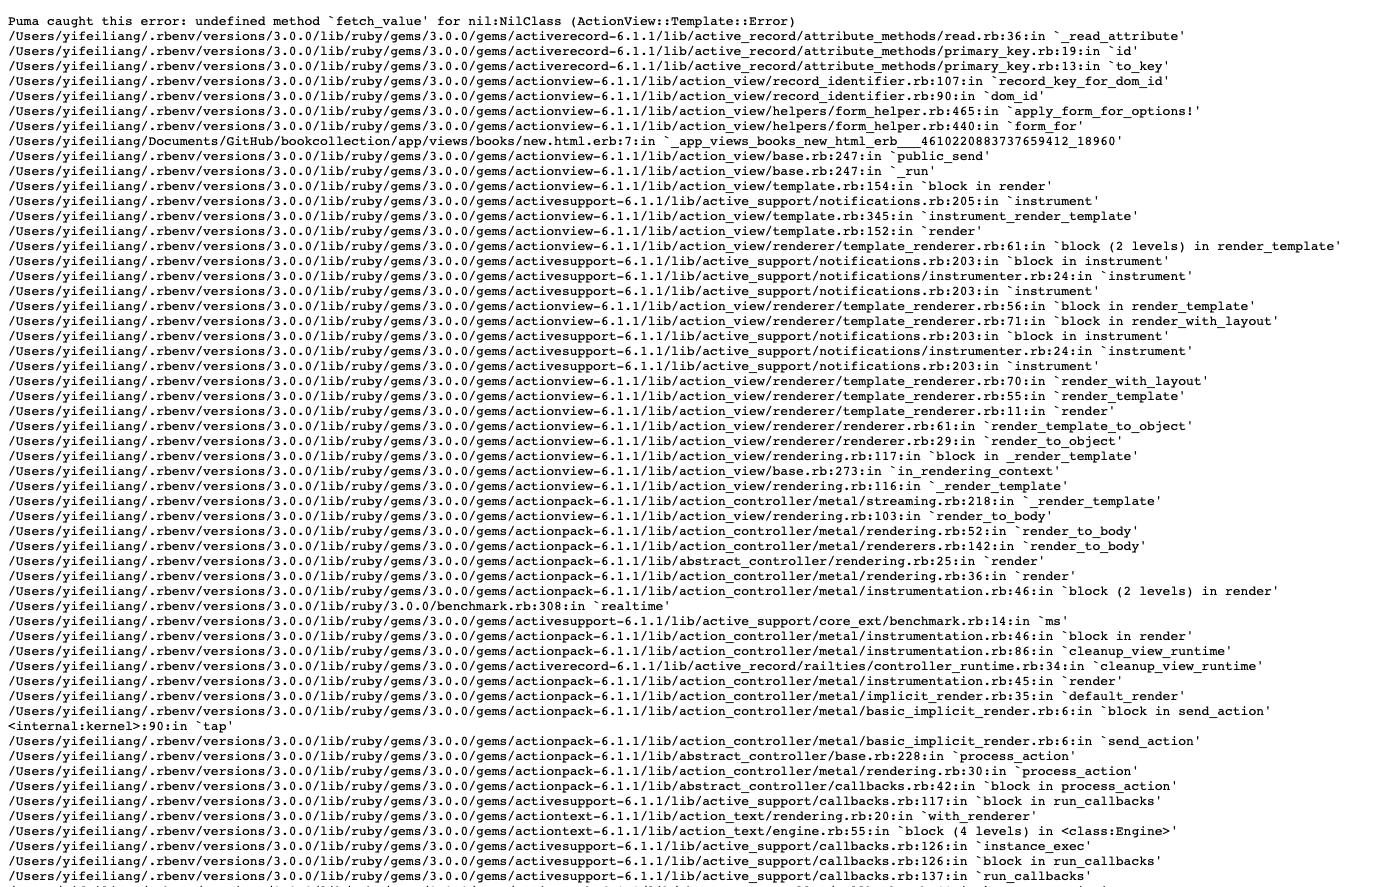 Puma caught this error: undefined method `fetch_value' for nil:NilClass (ActionView::Template::Error)
/Users/yifeiliang/.rbenv/versions/3.0.0/lib/ruby/gems/3.0.0/gems/activerecord-6.1.1/lib/active_record/attribute_methods/read.rb:36:in `_read_attribute'
/Users/yifeiliang/.rbenv/versions/3.0.0/lib/ruby/gems/3.0.0/gems/activerecord-6.1.1/lib/active_record/attribute_methods/primary_key.rb:19:in `id'
/Users/yifeiliang/.rbenv/versions/3.0.0/lib/ruby/gems/3.0.0/gems/activerecord-6.1.1/lib/active_record/attribute_methods/primary_key.rb:13:in `to_key'
/Users/yifeiliang/.rbenv/versions/3.0.0/lib/ruby/gems/3.0.0/gems/actionview-6.1.1/lib/action_view/record_identifier.rb:107:in `record_key_for_dom_id'
/Users/yifeiliang/.rbenv/versions/3.0.0/lib/ruby/gems/3.0.0/gems/actionview-6.1.1/lib/action_view/record_identifier.rb:90:in `dom_id'
/Users/yifeiliang/.rbenv/versions/3.0.0/lib/ruby/gems/3.0.0/gems/actionview-6.1.1/lib/action_view/helpers/form_helper.rb:465:in `apply_form_for_options!'
/Users/yifeiliang/.rbenv/versions/3.0.0/lib/ruby/gems/3.0.0/gems/actionview-6.1.1/lib/action_view/helpers/form_helper.rb:440:in `form_for'
/Users/yifeiliang/Documents/GitHub/bookcollection/app/views/books/new.html.erb:7:in `_app_views_books_new_html_erb___4610220883737659412_18960'
/Users/yifeiliang/.rbenv/versions/3.0.0/lib/ruby/gems/3.0.0/gems/actionview-6.1.1/lib/action_view/base.rb:247:in `public_send'
/Users/yifeiliang/.rbenv/versions/3.0.0/lib/ruby/gems/3.0.0/gems/actionview-6.1.1/lib/action_view/base.rb:247:in `_run'
/Users/yifeiliang/.rbenv/versions/3.0.0/lib/ruby/gems/3.0.0/gems/actionview-6.1.1/lib/action_view/template.rb:154:in `block in render'
/Users/yifeiliang/.rbenv/versions/3.0.0/lib/ruby/gems/3.0.0/gems/activesupport-6.1.1/lib/active_support/notifications.rb:205:in `instrument'
/Users/yifeiliang/.rbenv/versions/3.0.0/lib/ruby/gems/3.0.0/gems/actionview-6.1.1/lib/action_view/template.rb:345:in `instrument_render_template'
/Users/yifeiliang/.rbenv/versions/3.0.0/lib/ruby/gems/3.0.0/gems/actionview-6.1.1/lib/action_view/template.rb:152:in `render'
/Users/yifeiliang/.rbenv/versions/3.0.0/lib/ruby/gems/3.0.0/gems/actionview-6.1.1/lib/action_view/renderer/template_renderer.rb:61:in `block (2 levels) in render_template'
/Users/yifeiliang/.rbenv/versions/3.0.0/lib/ruby/gems/3.0.0/gems/activesupport-6.1.1/lib/active_support/notifications.rb:203:in `block in instrument'
/Users/yifeiliang/.rbenv/versions/3.0.0/lib/ruby/gems/3.0.0/gems/activesupport-6.1.1/lib/active_support/notifications/instrumenter.rb:24:in `instrument'
/Users/yifeiliang/.rbenv/versions/3.0.0/lib/ruby/gems/3.0.0/gems/activesupport-6.1.1/lib/active_support/notifications.rb:203:in `instrument'
/Users/yifeiliang/.rbenv/versions/3.0.0/lib/ruby/gems/3.0.0/gems/actionview-6.1.1/lib/action_view/renderer/template_renderer.rb:56:in `block in render_template'
/Users/yifeiliang/.rbenv/versions/3.0.0/lib/ruby/gems/3.0.0/gems/actionview-6.1.1/lib/action_view/renderer/template_renderer.rb:71:in `block in render_with_layout'
/Users/yifeiliang/.rbenv/versions/3.0.0/lib/ruby/gems/3.0.0/gems/activesupport-6.1.1/lib/active_support/notifications.rb:203:in `block in instrument'
/Users/yifeiliang/.rbenv/versions/3.0.0/lib/ruby/gems/3.0.0/gems/activesupport-6.1.1/lib/active_support/notifications/instrumenter.rb:24:in `instrument'
/Users/yifeiliang/.rbenv/versions/3.0.0/lib/ruby/gems/3.0.0/gems/activesupport-6.1.1/lib/active_support/notifications.rb:203:in `instrument'
/Users/yifeiliang/.rbenv/versions/3.0.0/lib/ruby/gems/3.0.0/gems/actionview-6.1.1/lib/action_view/renderer/template_renderer.rb:70:in `render_with_layout'
/Users/yifeiliang/.rbenv/versions/3.0.0/lib/ruby/gems/3.0.0/gems/actionview-6.1.1/lib/action_view/renderer/template_renderer.rb:55:in `render_template'
/Users/yifeiliang/.rbenv/versions/3.0.0/lib/ruby/gems/3.0.0/gems/actionview-6.1.1/lib/action_view/renderer/template_renderer.rb:11:in `render'
/Users/yifeiliang/.rbenv/versions/3.0.0/lib/ruby/gems/3.0.0/gems/actionview-6.1.1/lib/action_view/renderer/renderer.rb:61:in `render_template_to_object'
/Users/yifeiliang/.rbenv/versions/3.0.0/lib/ruby/gems/3.0.0/gems/actionview-6.1.1/lib/action_view/renderer/renderer.rb:29:in `render_to_object'
/Users/yifeiliang/.rbenv/versions/3.0.0/lib/ruby/gems/3.0.0/gems/actionview-6.1.1/lib/action_view/rendering.rb:117:in `block in _render_template'
/Users/yifeiliang/.rbenv/versions/3.0.0/lib/ruby/gems/3.0.0/gems/actionview-6.1.1/lib/action_view/base.rb:273:in `in_rendering_context'
/Users/yifeiliang/.rbenv/versions/3.0.0/lib/ruby/gems/3.0.0/gems/actionview-6.1.1/lib/action_view/rendering.rb:116:in `_render_template'
/Users/yifeiliang/.rbenv/versions/3.0.0/lib/ruby/gems/3.0.0/gems/actionpack-6.1.1/lib/action_controller/metal/streaming.rb:218:in `_render_template'
/Users/yifeiliang/.rbenv/versions/3.0.0/lib/ruby/gems/3.0.0/gems/actionview-6.1.1/lib/action_view/rendering.rb:103:in `render_to_body'
/Users/yifeiliang/.rbenv/versions/3.0.0/lib/ruby/gems/3.0.0/gems/actionpack-6.1.1/lib/action_controller/metal/rendering.rb:52:in `render_to_body'
/Users/yifeiliang/.rbenv/versions/3.0.0/lib/ruby/gems/3.0.0/gems/actionpack-6.1.1/lib/action_controller/metal/renderers.rb:142:in `render_to_body'
/Users/yifeiliang/.rbenv/versions/3.0.0/lib/ruby/gems/3.0.0/gems/actionpack-6.1.1/lib/abstract_controller/rendering.rb:25:in `render'
/Users/yifeiliang/.rbenv/versions/3.0.0/lib/ruby/gems/3.0.0/gems/actionpack-6.1.1/lib/action_controller/metal/rendering.rb:36:in `render'
/Users/yifeiliang/.rbenv/versions/3.0.0/lib/ruby/gems/3.0.0/gems/actionpack-6.1.1/lib/action_controller/metal/instrumentation.rb:46:in `block (2 levels) in render'
/Users/yifeiliang/.rbenv/versions/3.0.0/lib/ruby/3.0.0/benchmark.rb:308:in `realtime'
/Users/yifeiliang/.rbenv/versions/3.0.0/lib/ruby/gems/3.0.0/gems/activesupport-6.1.1/lib/active_support/core_ext/benchmark.rb:14:in `ms'
/Users/yifeiliang/.rbenv/versions/3.0.0/lib/ruby/gems/3.0.0/gems/actionpack-6.1.1/lib/action_controller/metal/instrumentation.rb:46:in `block in render'
/Users/yifeiliang/.rbenv/versions/3.0.0/lib/ruby/gems/3.0.0/gems/actionpack-6.1.1/lib/action_controller/metal/instrumentation.rb:86:in `cleanup_view_runtime'
/Users/yifeiliang/.rbenv/versions/3.0.0/lib/ruby/gems/3.0.0/gems/activerecord-6.1.1/lib/active_record/railties/controller_runtime.rb:34:in `cleanup_view_runtime'
/Users/yifeiliang/.rbenv/versions/3.0.0/lib/ruby/gems/3.0.0/gems/actionpack-6.1.1/lib/action_controller/metal/instrumentation.rb:45:in `render'
/Users/yifeiliang/.rbenv/versions/3.0.0/lib/ruby/gems/3.0.0/gems/actionpack-6.1.1/lib/action_controller/metal/implicit_render.rb:35:in `default_render'
/Users/yifeiliang/.rbenv/versions/3.0.0/lib/ruby/gems/3.0.0/gems/actionpack-6.1.1/lib/action_controller/metal/basic_implicit_render.rb:6:in `block in send_action'
<internal:kernel>:90:in `tap'
/Users/yifeiliang/.rbenv/versions/3.0.0/lib/ruby/gems/3.0.0/gems/actionpack-6.1.1/lib/action_controller/metal/basic_implicit_render.rb:6:in `send_action'
/Users/yifeiliang/.rbenv/versions/3.0.0/lib/ruby/gems/3.0.0/gems/actionpack-6.1.1/lib/abstract_controller/base.rb:228:in `process_action'
/Users/yifeiliang/.rbenv/versions/3.0.0/lib/ruby/gems/3.0.0/gems/actionpack-6.1.1/lib/action_controller/metal/rendering.rb:30:in `process_action'
/Users/yifeiliang/.rbenv/versions/3.0.0/lib/ruby/gems/3.0.0/gems/actionpack-6.1.1/lib/abstract_controller/callbacks.rb:42:in `block in process_action'
/Users/yifeiliang/.rbenv/versions/3.0.0/lib/ruby/gems/3.0.0/gems/activesupport-6.1.1/lib/active_support/callbacks.rb:117:in `block in run_callbacks'
/Users/yifeiliang/.rbenv/versions/3.0.0/lib/ruby/gems/3.0.0/gems/actiontext-6.1.1/lib/action_text/rendering.rb:20:in `with_renderer'
/Users/yifeiliang/.rbenv/versions/3.0.0/lib/ruby/gems/3.0.0/gems/actiontext-6.1.1/lib/action_text/engine.rb:55:in `block (4 levels) in <class:Engine>'
/Users/yifeiliang/.rbenv/versions/3.0.0/lib/ruby/gems/3.0.0/gems/activesupport-6.1.1/lib/active_support/callbacks.rb:126:in `instance_exec'
/Users/yifeiliang/.rbenv/versions/3.0.0/lib/ruby/gems/3.0.0/gems/activesupport-6.1.1/lib/active_support/callbacks.rb:126:in `block in run_callbacks'
/Users/yifeiliang/.rbenv/versions/3.0.0/lib/ruby/gems/3.0.0/gems/activesupport-6.1.1/lib/active_support/callbacks.rb:137:in `run_callbacks'